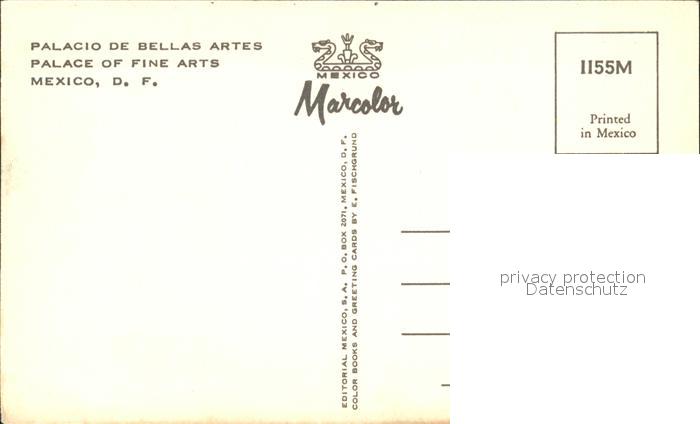 PALACIO DE BELLAS ARTES
PALACE OF FINE ARTS
MEXICO, D. F.
MEXICO
Marcolor
1155M
Printed
in Mexico
EDITORIAL MEXICO, S. A. P. O. BOX 2071, MEXICO, D. F.
COLOR BOOKS AND GREETING CARDS BY E. FISCHGRUND
privacy protection
Datenschutz